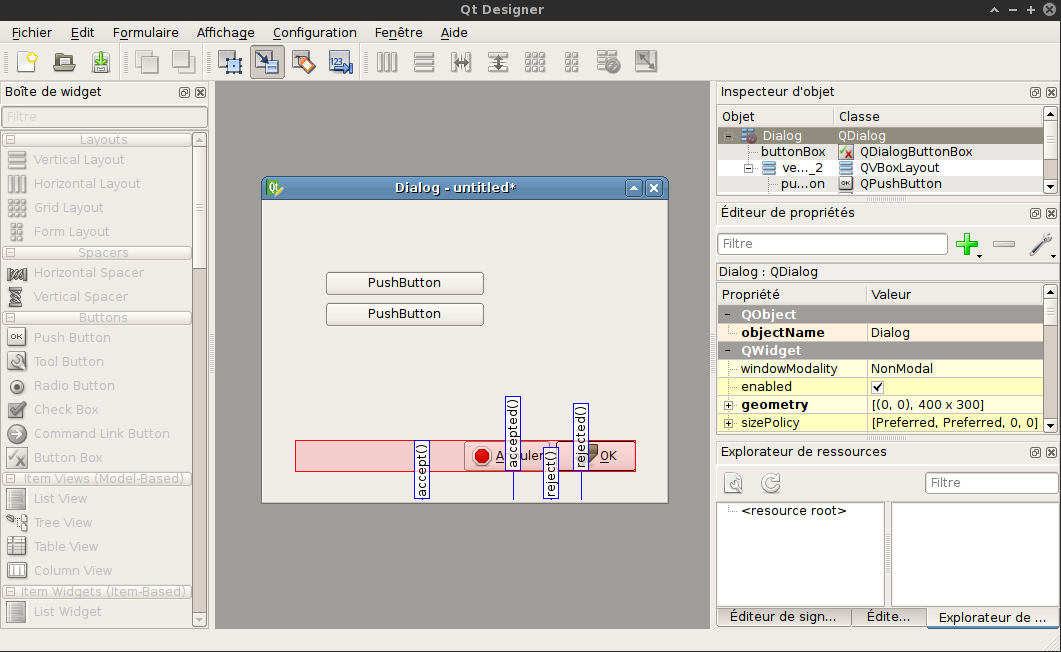 Qt Designer
Fichier Edit Formulaire Affichage Configuration Fenêtre Aide
123
Boîte de widget
Filtre
Layouts
Vertical Layout
Horizontal Layout
Grid Layout
Form Layout
Spacers
Horizontal Spacer
Vertical Spacer
Buttons
OK Push Button
Tool Button
Radio Button
Check Box
Command Link Button
Button Box
Item Views (Model-Based)
List View
Tree View
Table View
Column View
Item Widgets (Item-Based)
List Widget
Qt Dialog - untitled*
PushButton
PushButton
accept()
accepted()
reject()
rejected()
OK
Inspecteur d'objet
Objet Classe
Dialog QDialog
buttonBox QDialogButtonBox
ve..._2 QVBoxLayout
pu...on OK QPushButton
Éditeur de propriétés
Filtre
Dialog : QDialog
Propriété Valeur
QObject
objectName Dialog
QWidget
windowModality NonModal
enabled
geometry [(0, 0), 400 x 300]
sizePolicy [Preferred, Preferred, 0, 0]
Explorateur de ressources
Filtre
<resource root>
Éditeur de sign... Édite... Explorateur de ...